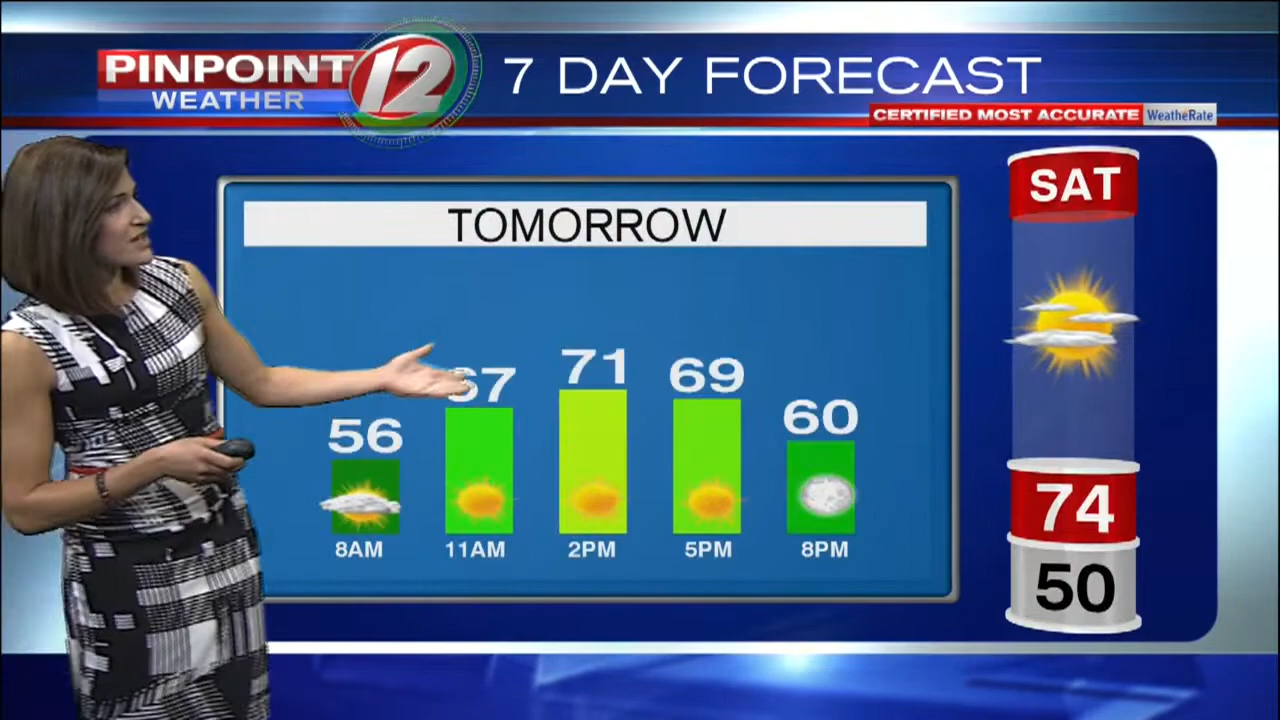 PINPOINT 12
WEATHER
7 DAY FORECAST
CERTIFIED MOST ACCURATE WeatheRate
TOMORROW
SAT
56 67 71 69 60
8AM 11AM 2PM 5PM 8PM
74
50